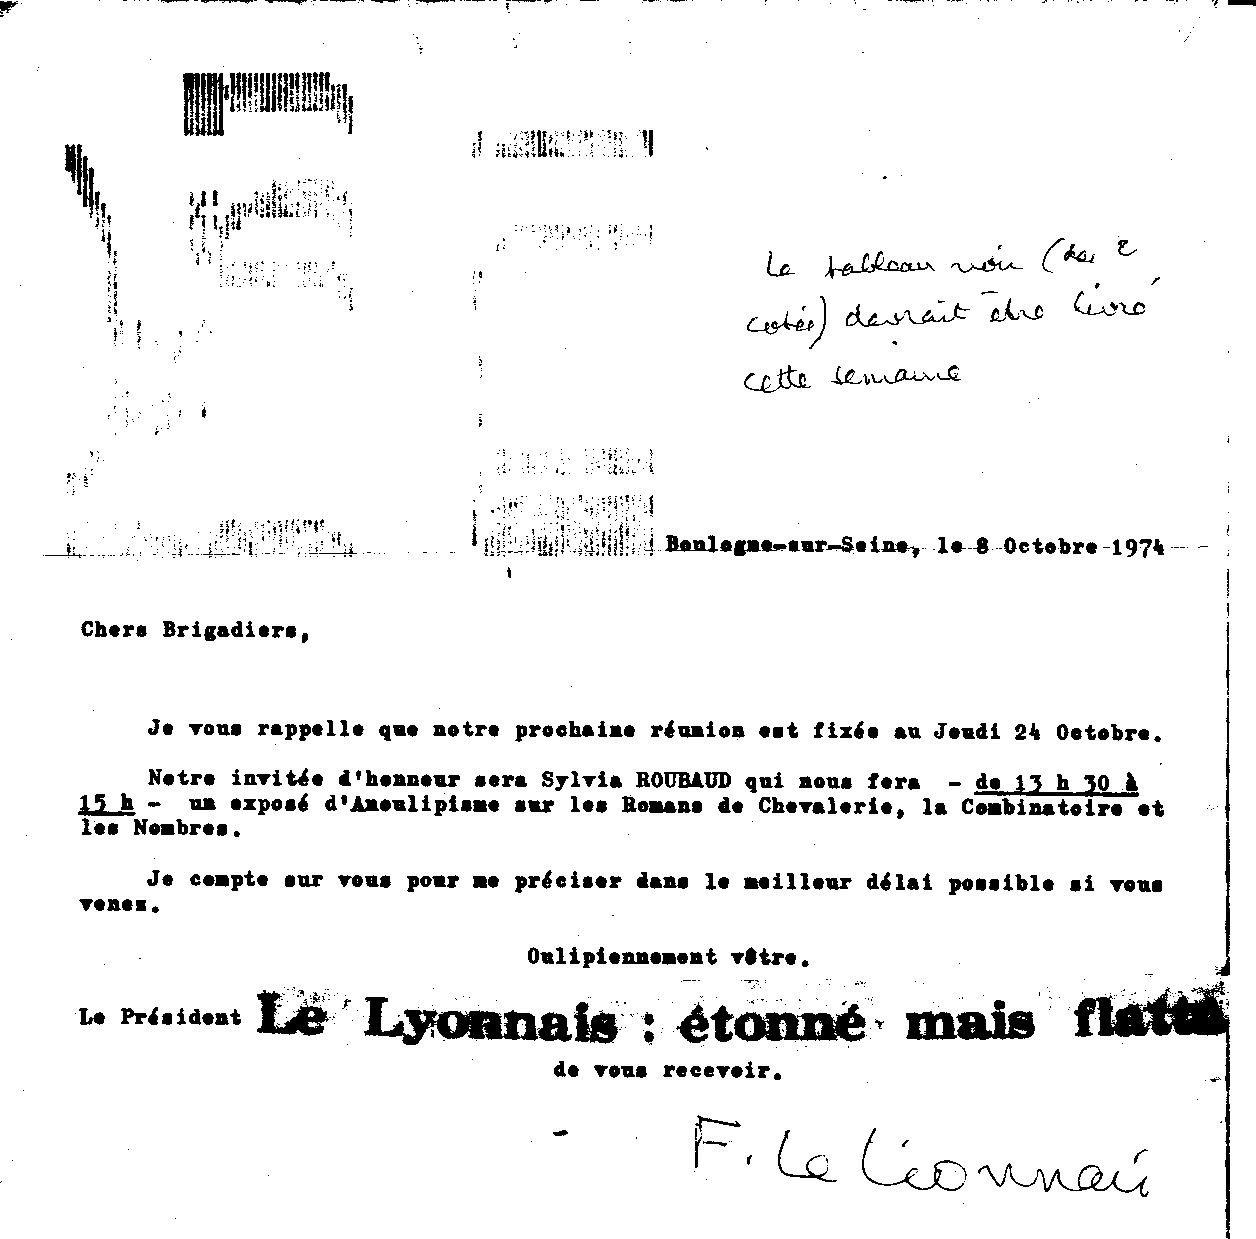 Le tableau noir (des 2
cotés) devrait être livré
cette semaine
Boulogne-sur-Seine, le 8 Octobre 1974
Chers Brigadiers,
Je vous rappelle que notre prochaine réunion est fixée au Jeudi 24 Octobre.
Notre invitée d'honneur sera Sylvia ROUBAUD qui nous fera - de 13 h 30 à
15 h - un exposé d'Anoulipisme sur les Romans de Chevalerie, la Combinatoire et
les Nombres.
Je compte sur vous pour me préciser dans le meilleur délai possible si vous
venez.
Oulipiennement vôtre.
Le Président Le Lyonnais : étonné mais flatté
de vous recevoir.
F. Le Lionnais